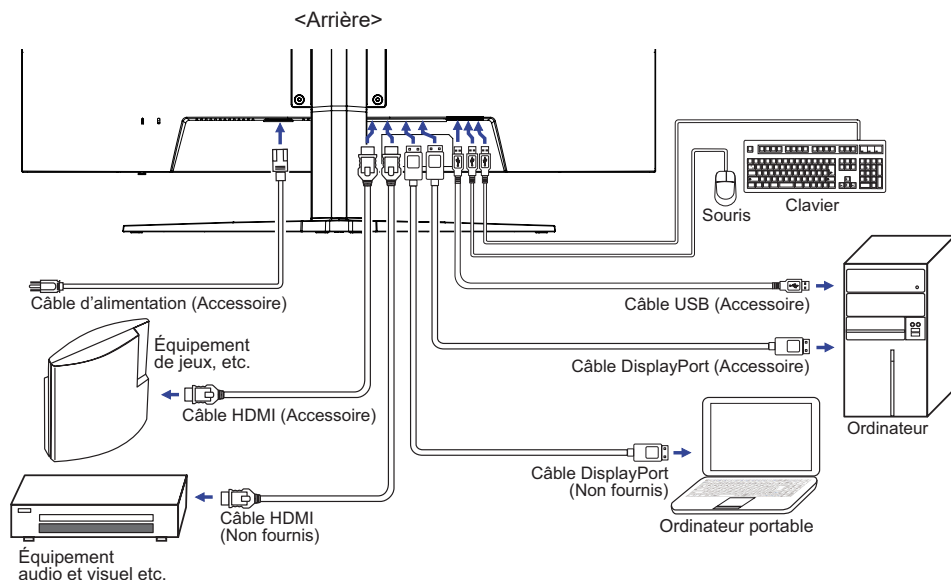 <Arrière>
Souris
Clavier
Câble d’alimentation (Accessoire)
Câble USB (Accessoire)
Équipement
de jeux, etc.
Câble DisplayPort (Accessoire)
Câble HDMI (Accessoire)
Ordinateur
Câble DisplayPort
(Non fournis)
Câble HDMI
(Non fournis)
Ordinateur portable
Équipement
audio et visuel etc.